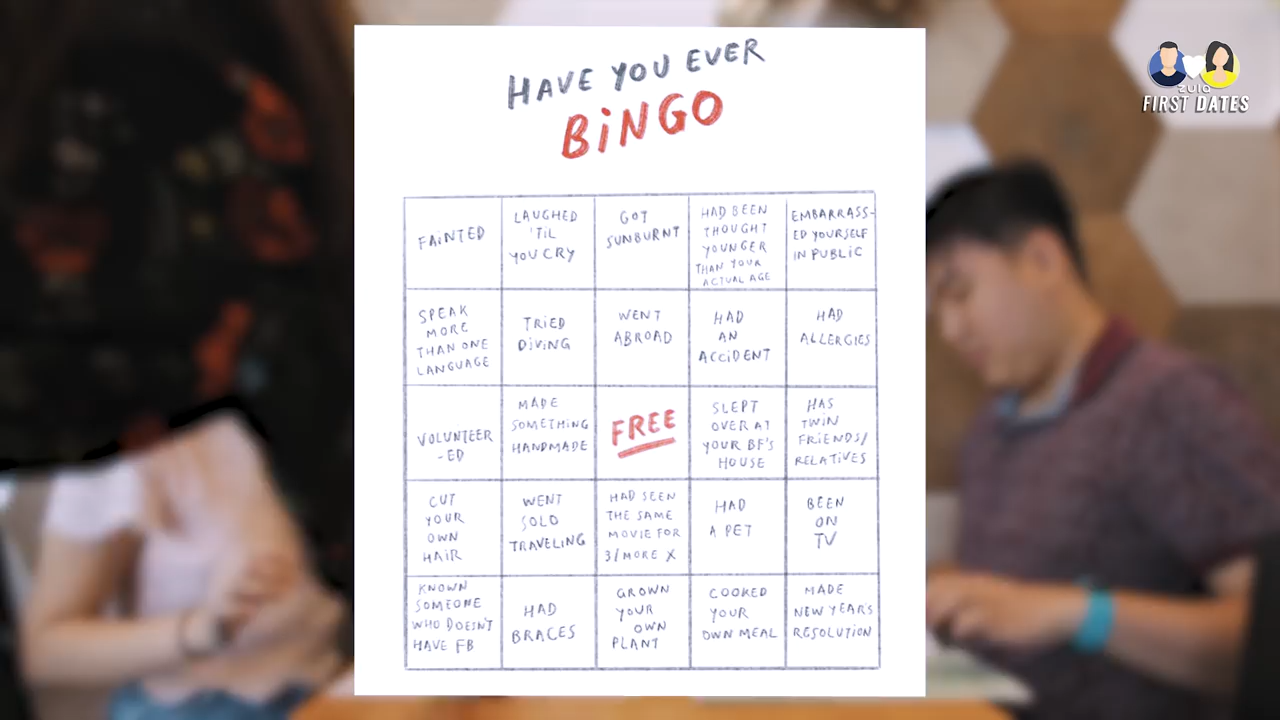 HAVE YOU EVER
BiNGO
zula
FIRST DATES
FAiNTED
LAUGHED
'TiL
YOU CRY
GOT
SUNBURNT
HAD BEEN
THOUGHT
YOUNGER
THAN YOUR
ACTUAL AGE
EMBARRASS-
ED YOURSELF
IN PUBLIC
SPEAK
MORE
THAN ONE
LANGUAGE
TRiED
DiViNG
WENT
ABROAD
HAD
AN
ACCiDENT
HAD
ALLERGIES
VOLUNTEER
-ED
MADE
SOMETHiNG
HANDMADE
FREE
SLEPT
OVER AT
YOUR BF'S
HOUSE
HAS
TWIN
FRIENDS/
RELATIVES
CUT
YOUR
OWN
HAiR
WENT
SOLO
TRAVELING
HAD SEEN
THE SAME
MOVIE FOR
3/MORE X
HAD
A PET
BEEN
ON
TV
KNOWN
SOMEONE
WHO DOESN'T
HAVE FB
HAD
BRACES
GROWN
YOUR
OWN
PLANT
COOKED
YOUR
OWN MEAL
MADE
NEW YEAR'S
RESOLUTION